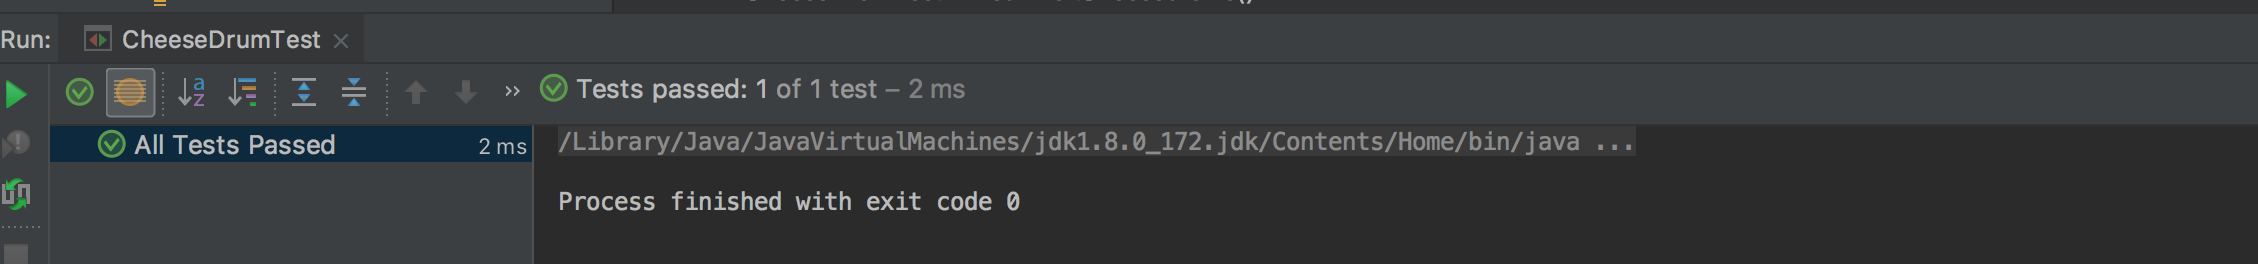 Run: CheeseDrumTest
Tests passed: 1 of 1 test – 2 ms
All Tests Passed 2 ms
/Library/Java/JavaVirtualMachines/jdk1.8.0_172.jdk/Contents/Home/bin/java ...
Process finished with exit code 0